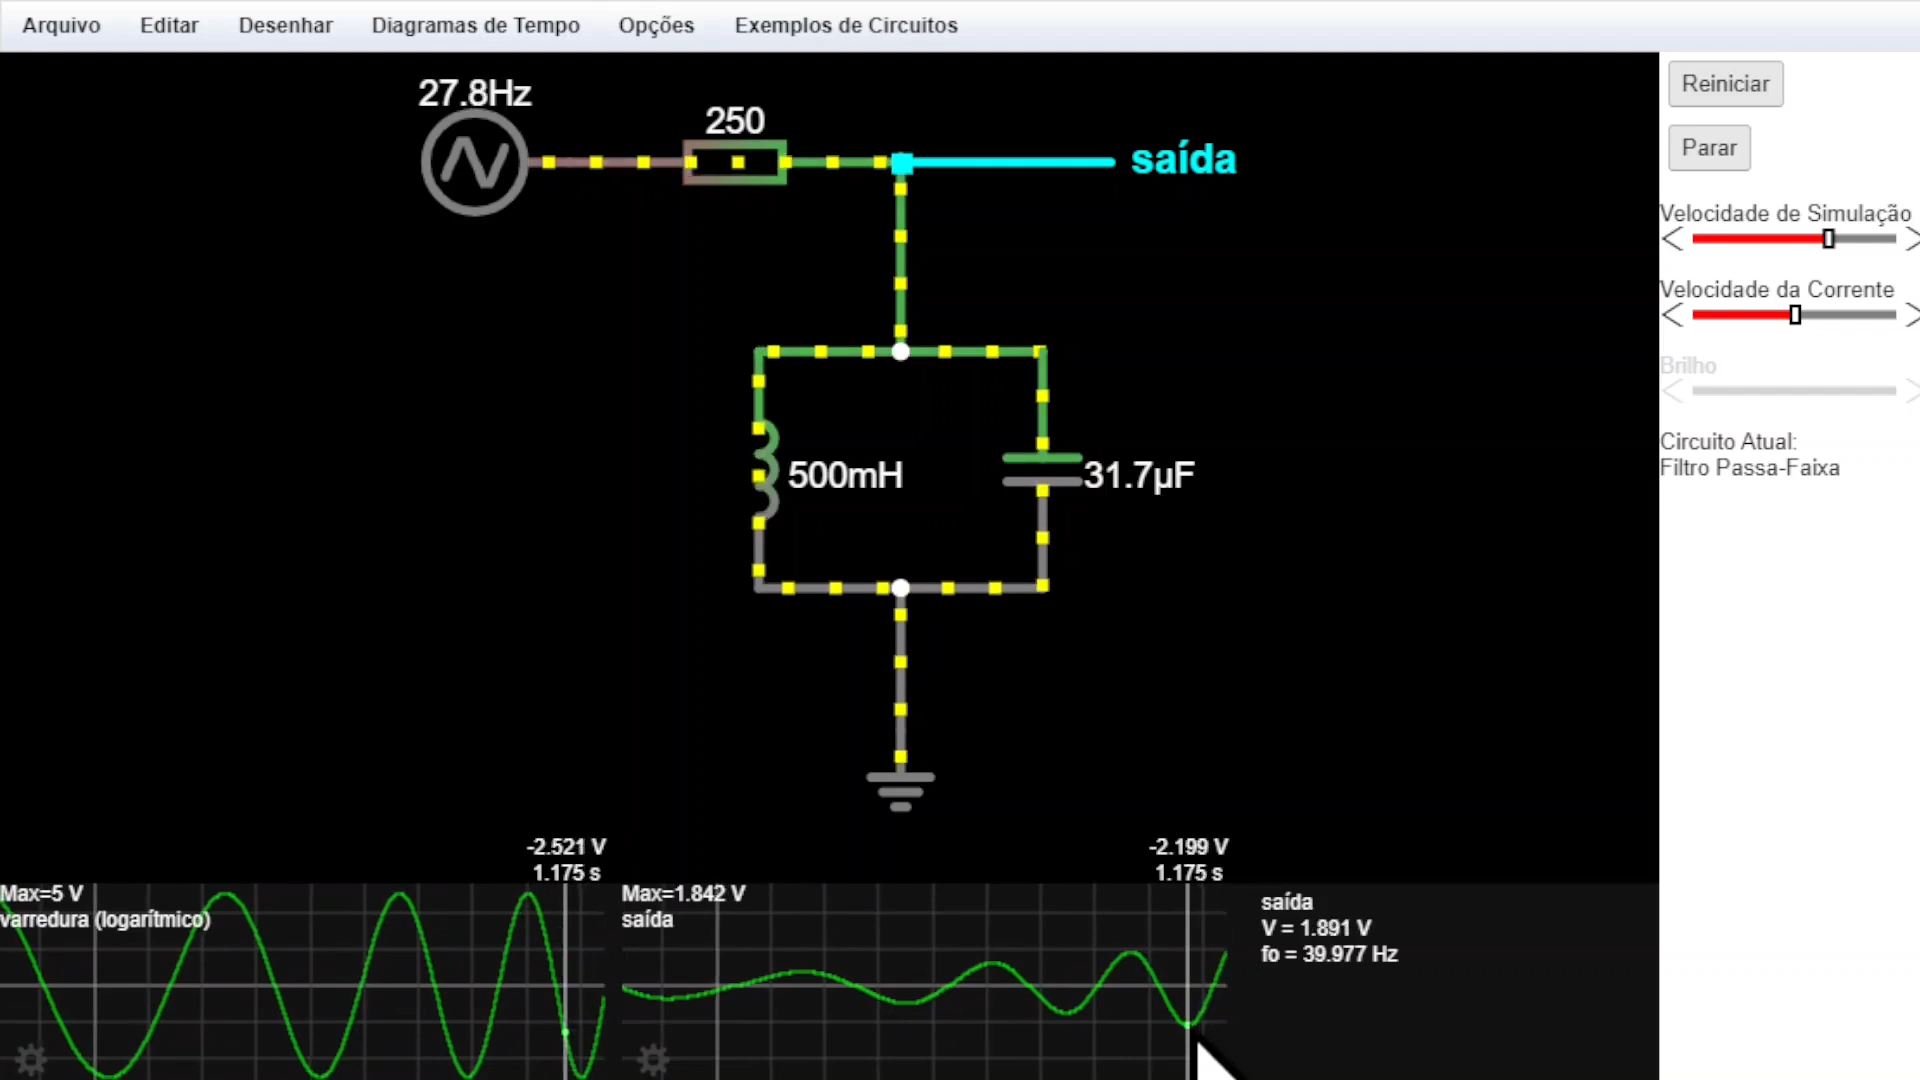 Arquivo Editar Desenhar Diagramas de Tempo Opções Exemplos de Circuitos
27.8Hz
250
saída
500mH
31.7µF
Reiniciar
Parar
Velocidade de Simulação
Velocidade da Corrente
Brilho
Circuito Atual:
Filtro Passa-Faixa
-2.521 V
1.175 s
Max=5 V
varredura (logarítmico)
-2.199 V
1.175 s
Max=1.842 V
saída
saída
V = 1.891 V
fo = 39.977 Hz